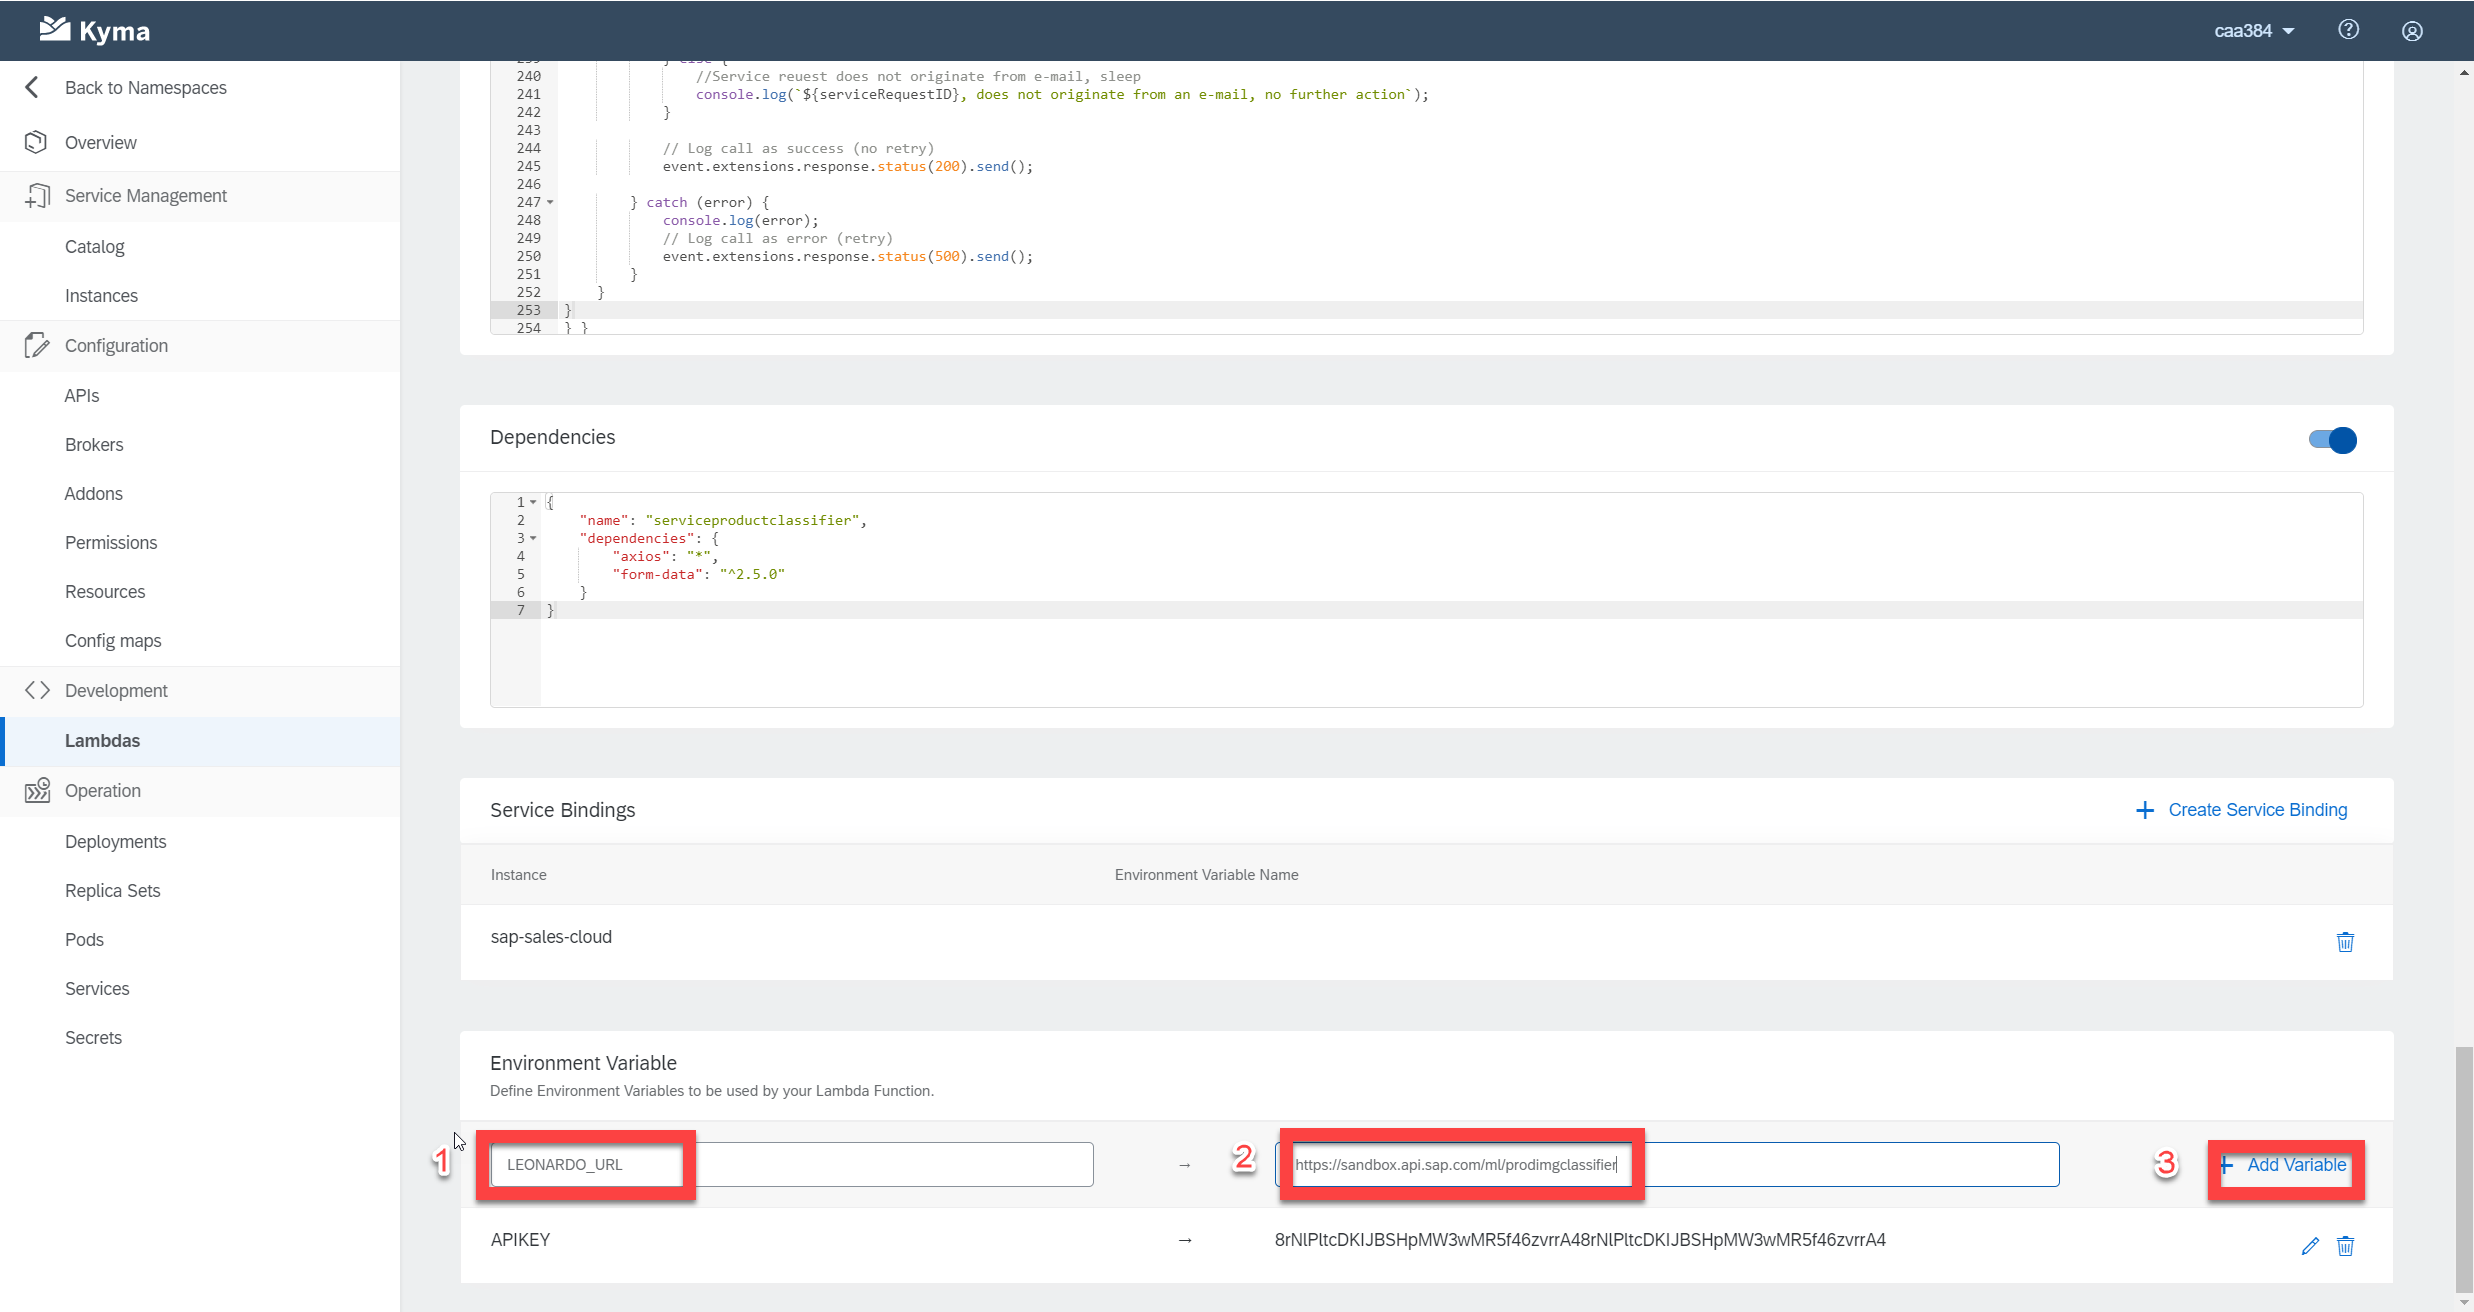 Kyma
caa384
Back to Namespaces
Overview
Service Management
Catalog
Instances
Configuration
APIs
Brokers
Addons
Permissions
Resources
Config maps
Development
Lambdas
Operation
Deployments
Replica Sets
Pods
Services
Secrets
239 } else {
240 //Service reuest does not originate from e-mail, sleep
241 console.log(`${serviceRequestID}, does not originate from an e-mail, no further action`);
242 }
243
244 // Log call as success (no retry)
245 event.extensions.response.status(200).send();
246
247 } catch (error) {
248 console.log(error);
249 // Log call as error (retry)
250 event.extensions.response.status(500).send();
251 }
252 }
253 }
254 } }
Dependencies
1 {
2 "name": "serviceproductclassifier",
3 "dependencies": {
4 "axios": "*",
5 "form-data": "^2.5.0"
6 }
7 }
Service Bindings
+ Create Service Binding
Instance Environment Variable Name
sap-sales-cloud
Environment Variable
Define Environment Variables to be used by your Lambda Function.
1 LEONARDO_URL → 2 https://sandbox.api.sap.com/ml/prodimgclassifier 3 + Add Variable
APIKEY → 8rNlPltcDKIJBSHpMW3wMR5f46zvrrA48rNlPltcDKIJBSHpMW3wMR5f46zvrrA4